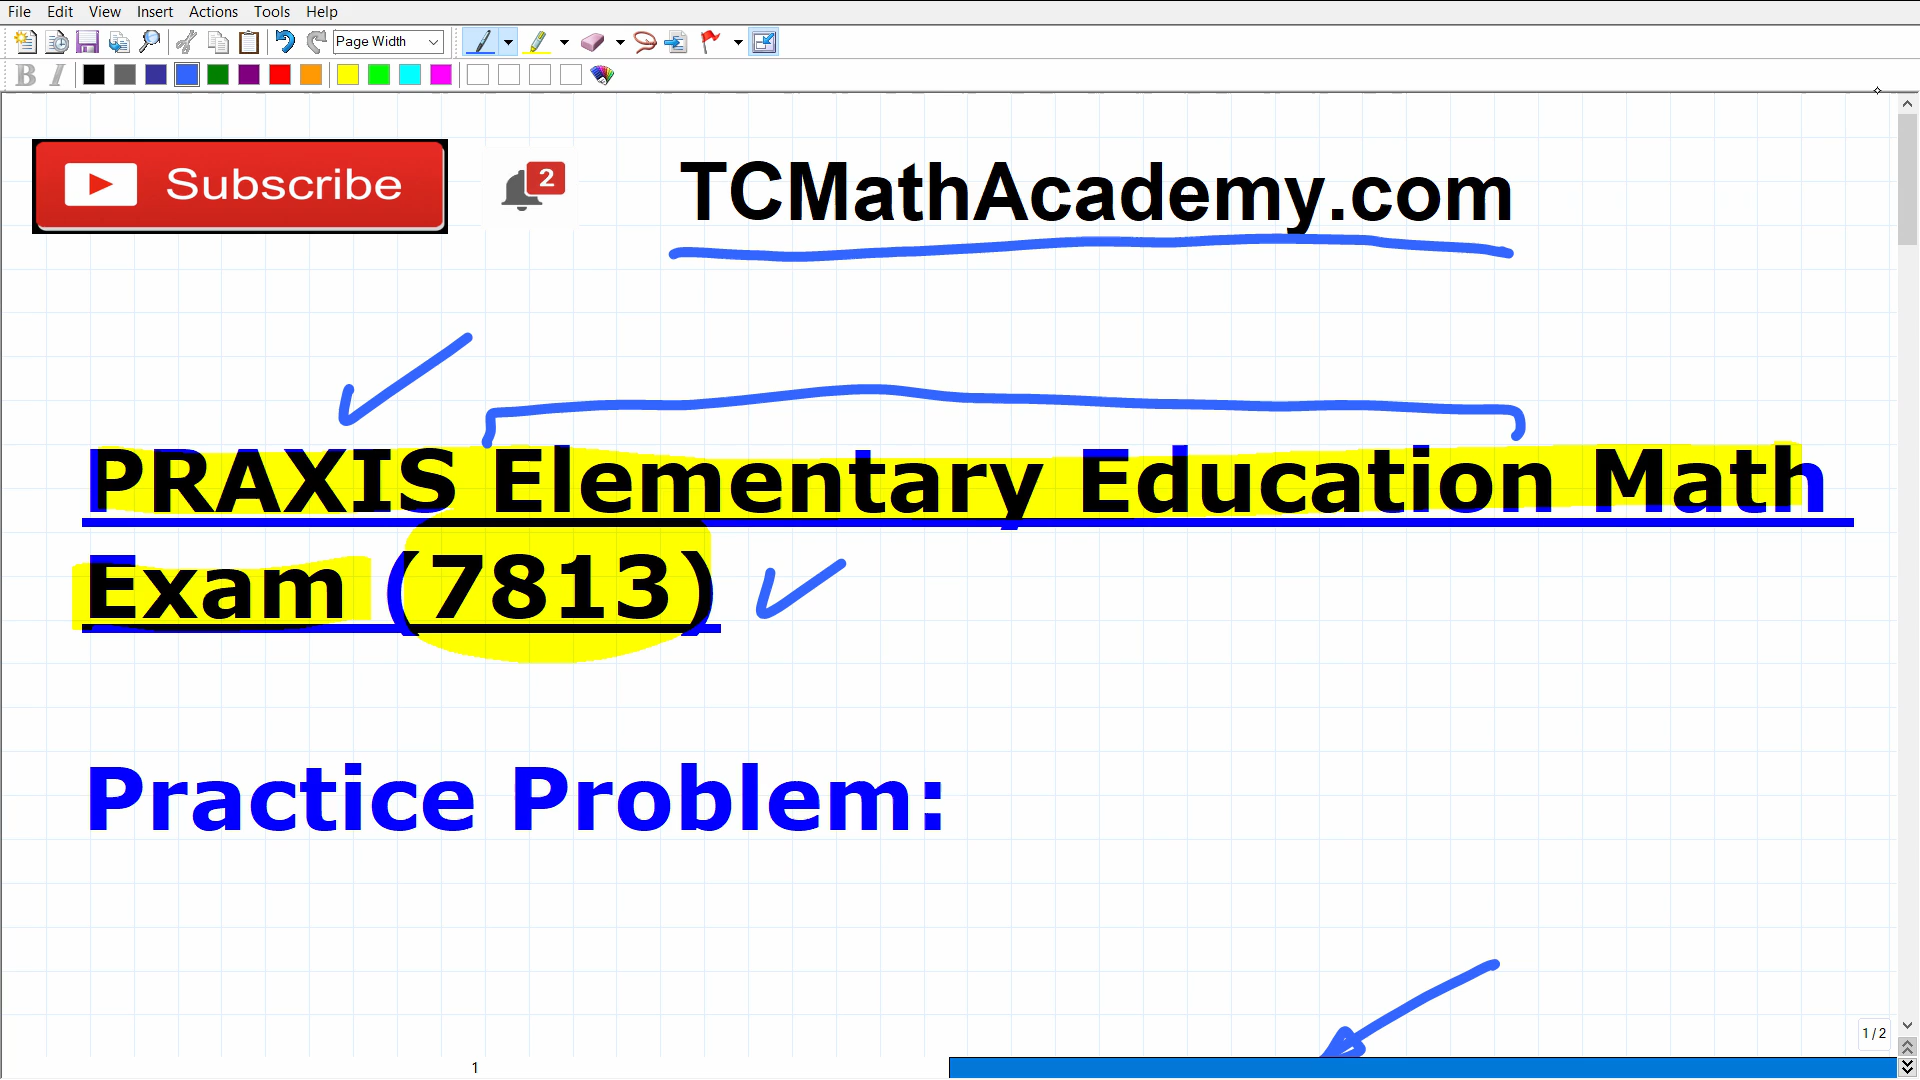 File Edit View Insert Actions Tools Help
Page Width
B I
Subscribe 2 TCMathAcademy.com
PRAXIS Elementary Education Math
Exam (7813)
Practice Problem:
1 / 2
1